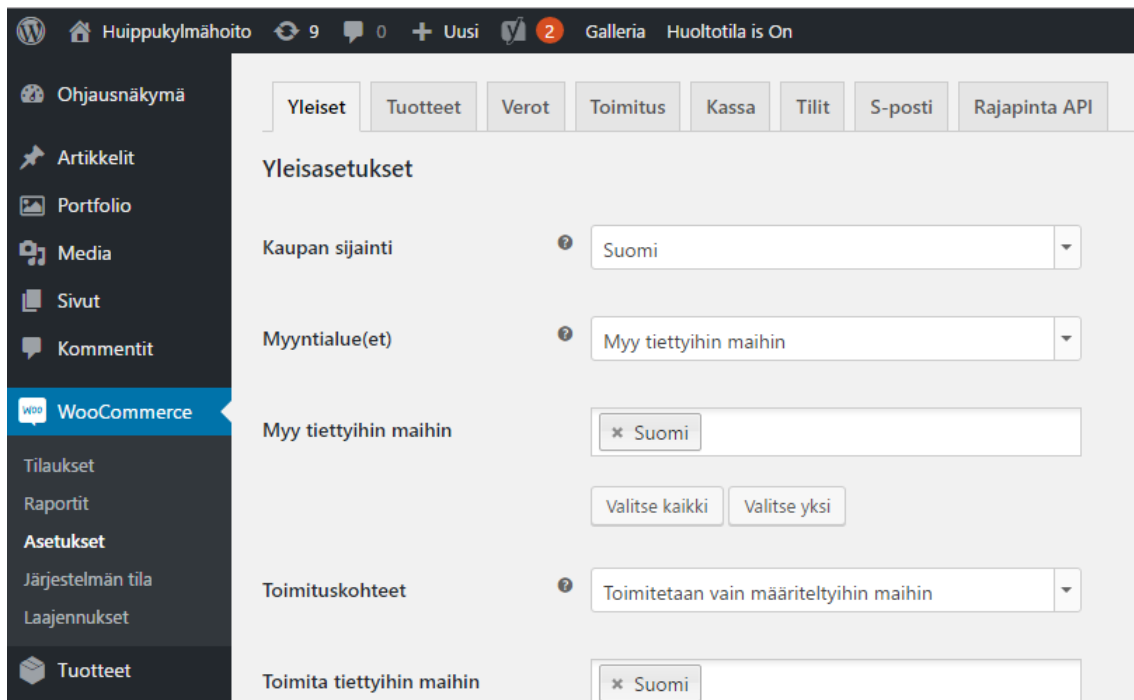 Huippukylmähoito 9 0 Uusi 2 Galleria Huoltotila is On
Ohjausnäkymä
Artikkelit
Portfolio
Media
Sivut
Kommentit
WOO WooCommerce
Tilaukset
Raportit
Asetukset
Järjestelmän tila
Laajennukset
Tuotteet
Yleiset Tuotteet Verot Toimitus Kassa Tilit S-posti Rajapinta API
Yleisasetukset
Kaupan sijainti ? Suomi
Myyntialue(et) ? Myy tiettyihin maihin
Myy tiettyihin maihin × Suomi
Valitse kaikki Valitse yksi
Toimituskohteet ? Toimitetaan vain määriteltyihin maihin
Toimita tiettyihin maihin × Suomi